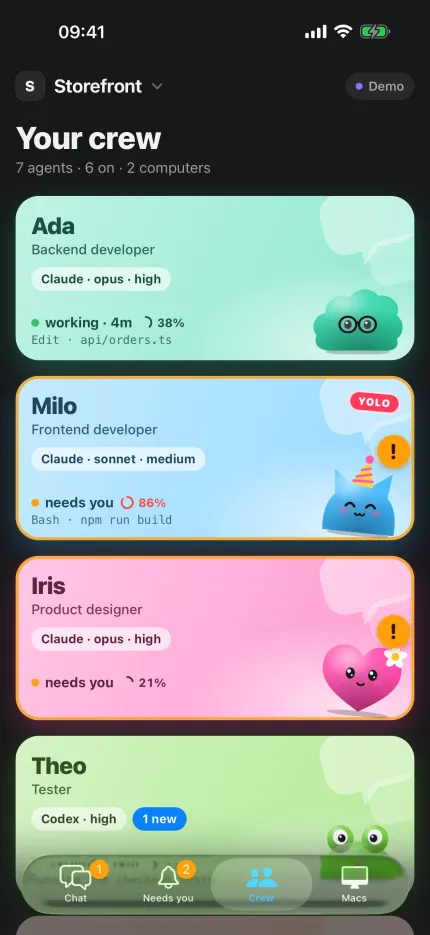 09:41
S Storefront
Demo
Your crew
7 agents · 6 on · 2 computers
Ada
Backend developer
Claude · opus · high
working · 4m 38%
Edit · api/orders.ts
Milo
YOLO
Frontend developer
!
Claude · sonnet · medium
needs you 86%
Bash · npm run build
Iris
Product designer
!
Claude · opus · high
needs you 21%
Theo
Tester
Codex · high 1 new
1 2
Chat Needs you Crew Macs